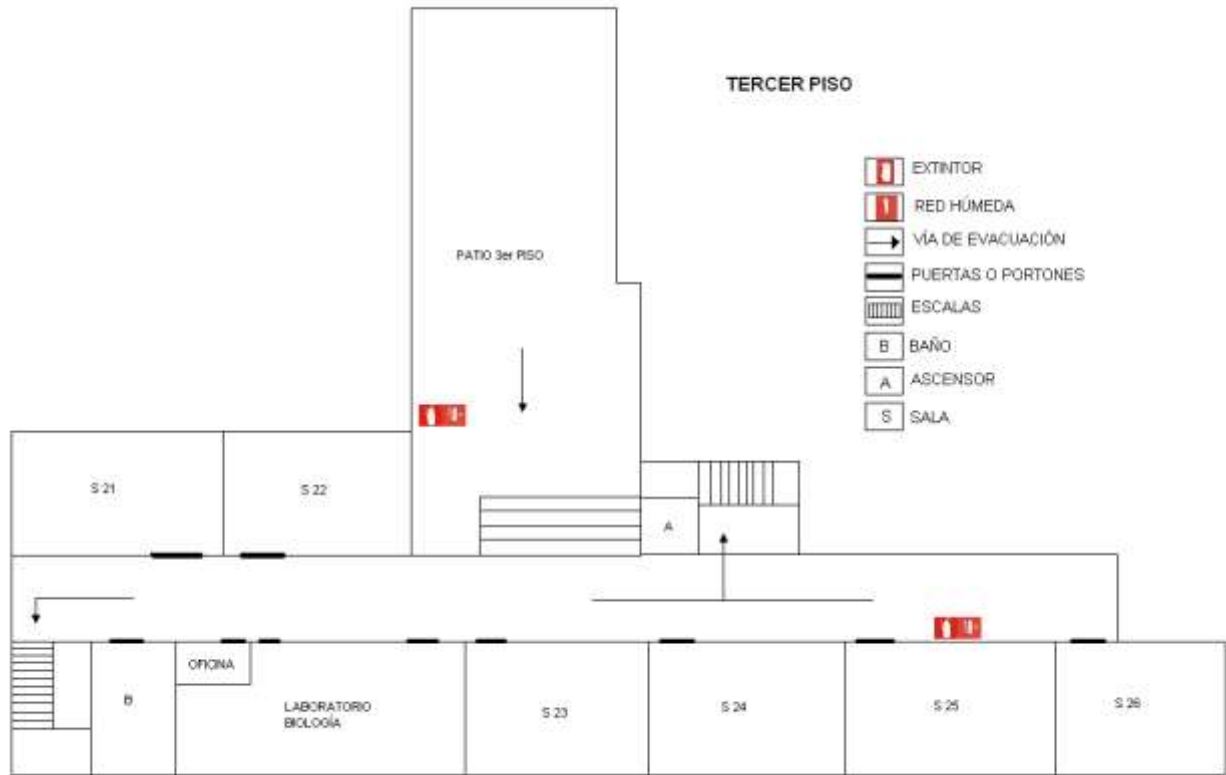 TERCER PISO
EXTINTOR
RED HÚMEDA
VÍA DE EVACUACIÓN
PUERTAS O PORTONES
ESCALAS
B BAÑO
A ASCENSOR
S SALA
PATIO 3er PISO
S 21
S 22
A
OFICINA
B
LABORATORIO
BIOLOGÍA
S 23
S 24
S 25
S 26